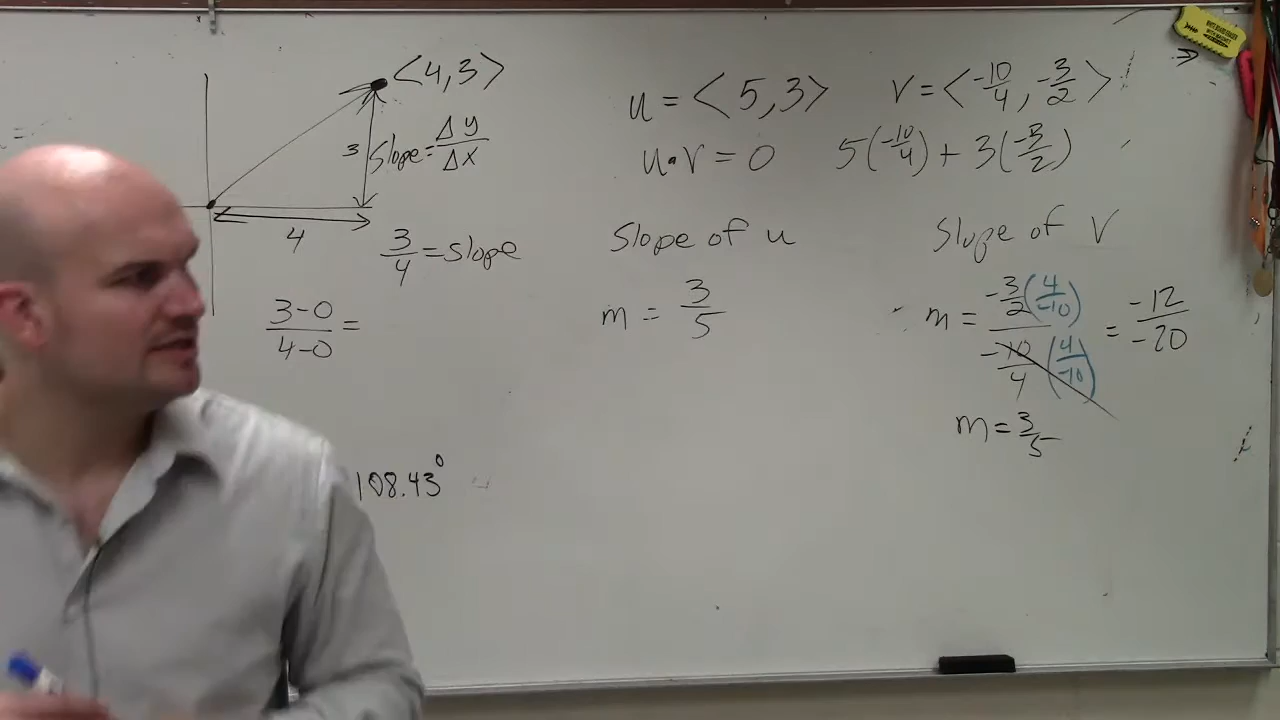 <4,3>
3
Slope = Δy/Δx
4
3/4 = slope
3-0/4-0 =
108.43°
u = <5,3>
v = <-10/4, -3/2>
u·v = 0
5(-10/4) + 3(-3/2)
Slope of u
m = 3/5
Slope of V
m = -3/2(4/-10)/-10/4(4/-10) = -12/-20
m = 3/5